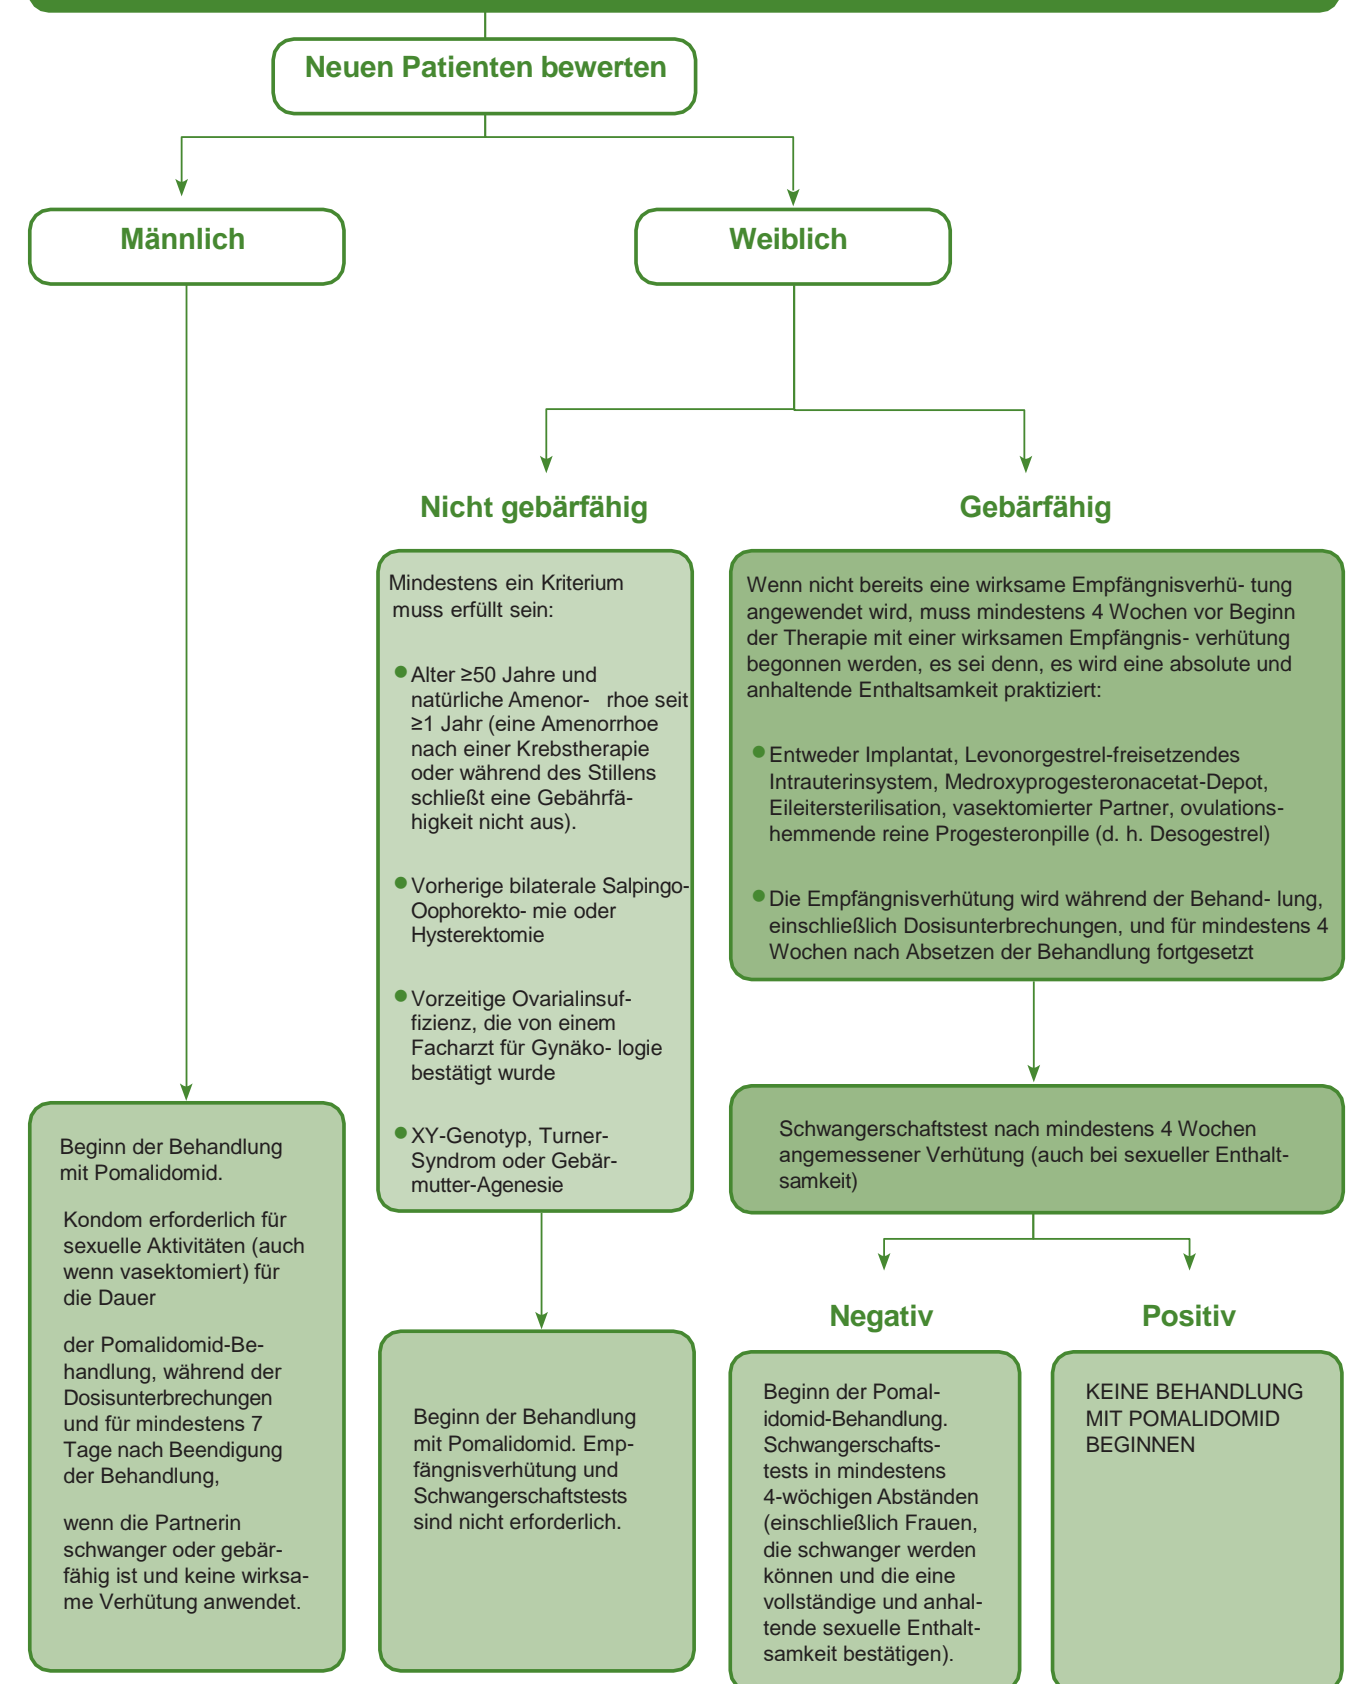 Neuen Patienten bewerten
Männlich
Weiblich
Nicht gebärfähig
Gebärfähig
Mindestens ein Kriterium
muss erfüllt sein:
● Alter ≥50 Jahre und
natürliche Amenor- rhoe seit
≥1 Jahr (eine Amenorrhoe
nach einer Krebstherapie
oder während des Stillens
schließt eine Gebährfä-
higkeit nicht aus).
● Vorherige bilaterale Salpingo-
Oophorekto- mie oder
Hysterektomie
● Vorzeitige Ovarialinsuf-
fizienz, die von einem
Facharzt für Gynäko- logie
bestätigt wurde
● XY-Genotyp, Turner-
Syndrom oder Gebär-
mutter-Agenesie
Wenn nicht bereits eine wirksame Empfängnisverhü- tung
angewendet wird, muss mindestens 4 Wochen vor Beginn
der Therapie mit einer wirksamen Empfängnis- verhütung
begonnen werden, es sei denn, es wird eine absolute und
anhaltende Enthaltsamkeit praktiziert:
● Entweder Implantat, Levonorgestrel-freisetzendes
Intrauterinsystem, Medroxyprogesteronacetat-Depot,
Eileitersterilisation, vasektomierter Partner, ovulations-
hemmende reine Progesteronpille (d. h. Desogestrel)
● Die Empfängnisverhütung wird während der Behand- lung,
einschließlich Dosisunterbrechungen, und für mindestens 4
Wochen nach Absetzen der Behandlung fortgesetzt
Schwangerschaftstest nach mindestens 4 Wochen
angemessener Verhütung (auch bei sexueller Enthalt-
samkeit)
Beginn der Behandlung
mit Pomalidomid.
Kondom erforderlich für
sexuelle Aktivitäten (auch
wenn vasektomiert) für
die Dauer
der Pomalidomid-Be-
handlung, während der
Dosisunterbrechungen
und für mindestens 7
Tage nach Beendigung
der Behandlung,
wenn die Partnerin
schwanger oder gebär-
fähig ist und keine wirksa-
me Verhütung anwendet.
Beginn der Behandlung
mit Pomalidomid. Emp-
fängnisverhütung und
Schwangerschaftstests
sind nicht erforderlich.
Negativ
Positiv
Beginn der Pomal-
idomid-Behandlung.
Schwangerschafts-
tests in mindestens
4-wöchigen Abständen
(einschließlich Frauen,
die schwanger werden
können und die eine
vollständige und anhal-
tende sexuelle Enthalt-
samkeit bestätigen).
KEINE BEHANDLUNG
MIT POMALIDOMID
BEGINNEN